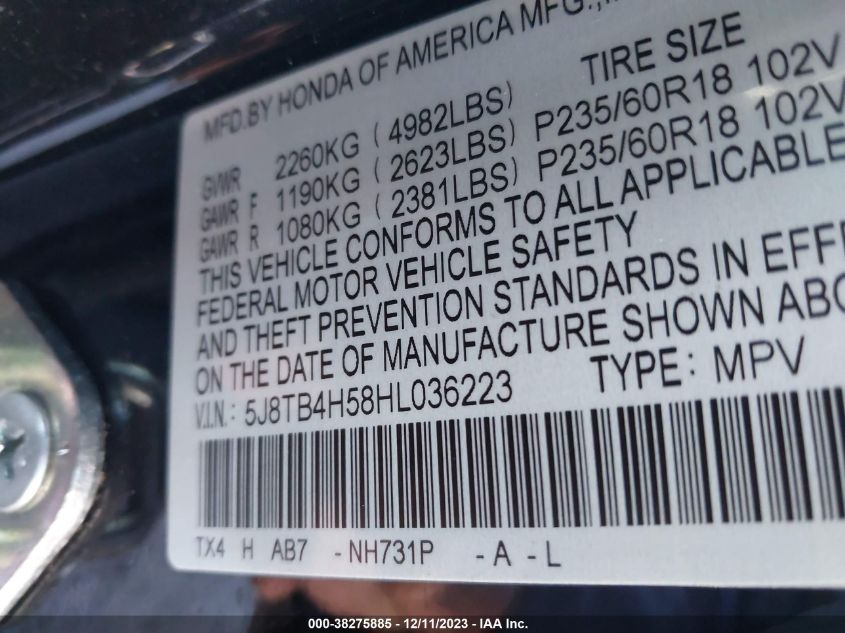 MFD.BY HONDA OF AMERICA MFG.,
TIRE SIZE
GVWR 2260KG ( 4982LBS)
GAWR F 1190KG ( 2623LBS) P235/60R18 102V
GAWR R 1080KG ( 2381LBS) P235/60R18 102V
THIS VEHICLE CONFORMS TO ALL APPLICABLE
FEDERAL MOTOR VEHICLE SAFETY
AND THEFT PREVENTION STANDARDS IN EFF
ON THE DATE OF MANUFACTURE SHOWN ABO
V.I.N.: 5J8TB4H58HL036223 TYPE: MPV
TX4 H AB7 -NH731P -A -L
000-38275885 - 12/11/2023 - IAA Inc.